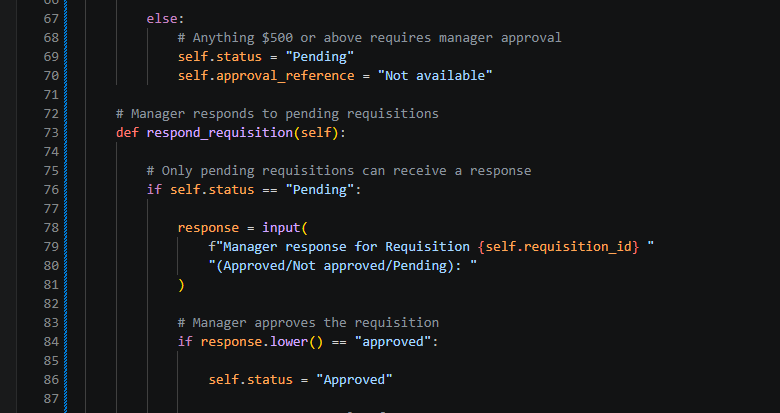 67 else:
68 # Anything $500 or above requires manager approval
69 self.status = "Pending"
70 self.approval_reference = "Not available"
71
72 # Manager responds to pending requisitions
73 def respond_requisition(self):
74
75 # Only pending requisitions can receive a response
76 if self.status == "Pending":
77
78 response = input(
79 f"Manager response for Requisition {self.requisition_id} "
80 "(Approved/Not approved/Pending): "
81 )
82
83 # Manager approves the requisition
84 if response.lower() == "approved":
85
86 self.status = "Approved"
87